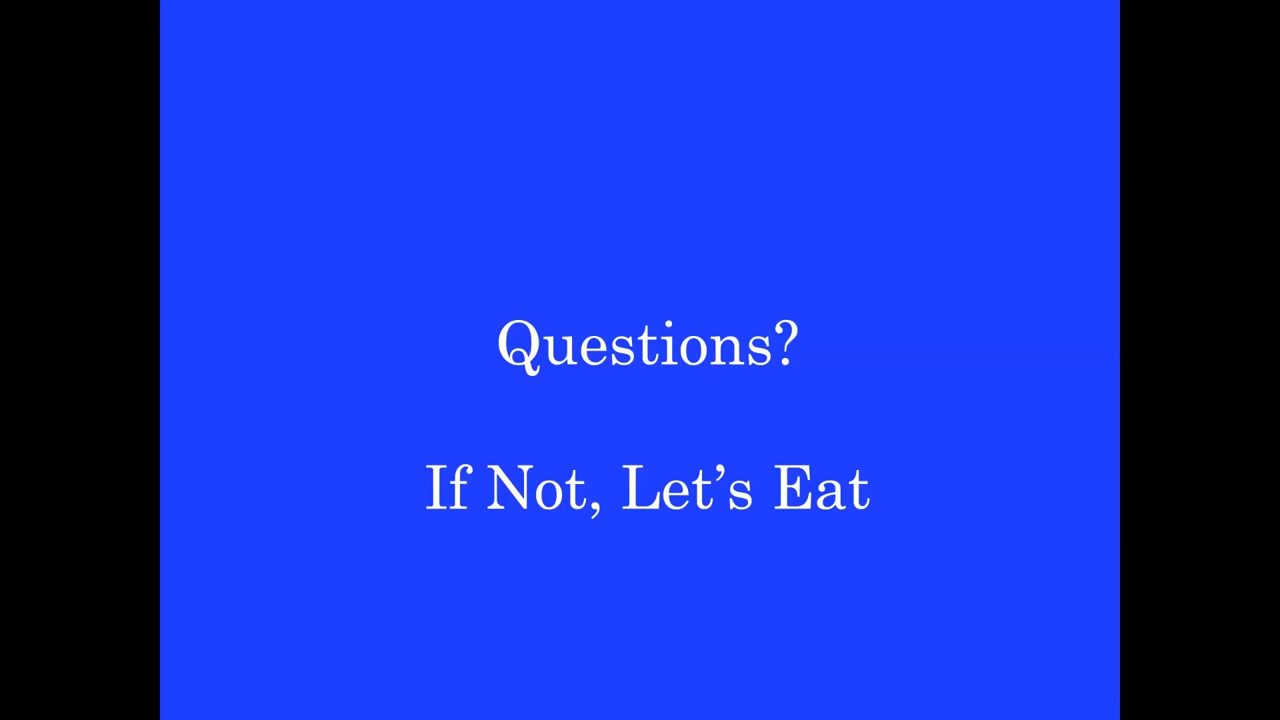 Questions?
If Not, Let’s Eat